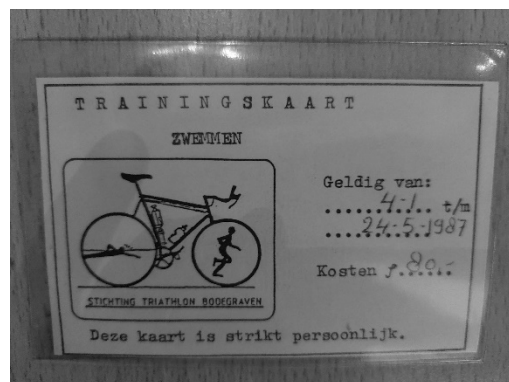 TRAININGSKAART
ZWEMMEN
Geldig van:
.....4-1.. t/m
....24-5-1987
Kosten ƒ.80,-
STICHTING TRIATHLON BODEGRAVEN
Deze kaart is strikt persoonlijk.